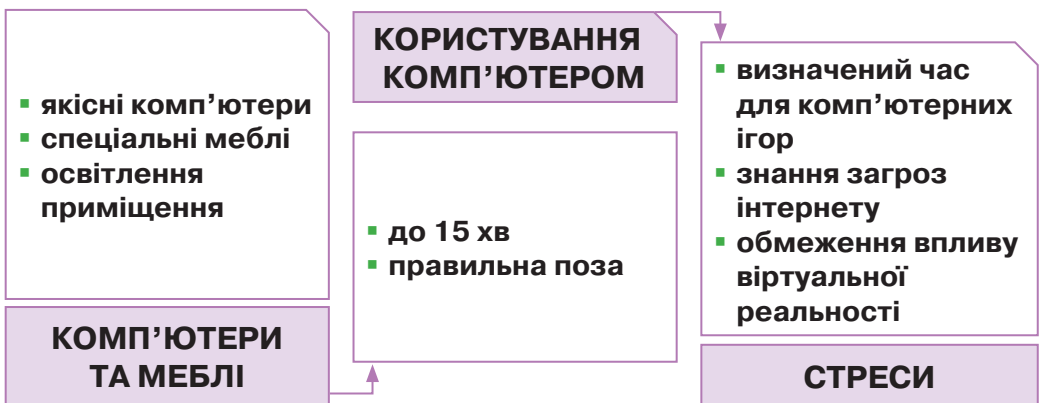 ▪ якісні комп’ютери
▪ спеціальні меблі
▪ освітлення
приміщення
КОМП’ЮТЕРИ
ТА МЕБЛІ
КОРИСТУВАННЯ
КОМП’ЮТЕРОМ
▪ до 15 хв
▪ правильна поза
▪ визначений час
для комп’ютерних
ігор
▪ знання загроз
інтернету
▪ обмеження впливу
віртуальної
реальності
СТРЕСИ